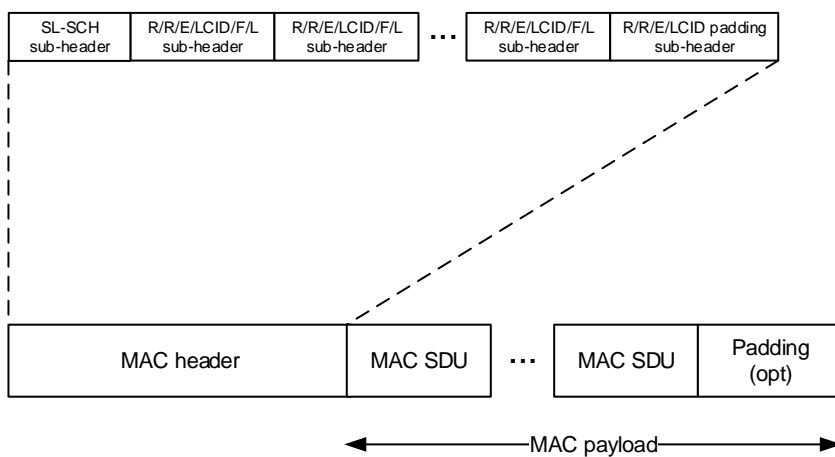 SL-SCH
sub-header
R/R/E/LCID/F/L
sub-header
R/R/E/LCID/F/L
sub-header
...
R/R/E/LCID/F/L
sub-header
R/R/E/LCID padding
sub-header
MAC header
MAC SDU
...
MAC SDU
Padding
(opt)
MAC payload